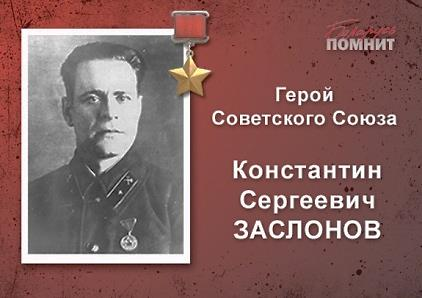 Беларусь
ПОМНИТ
Герой
Советского Союза
Константин
Сергеевич
ЗАСЛОНОВ